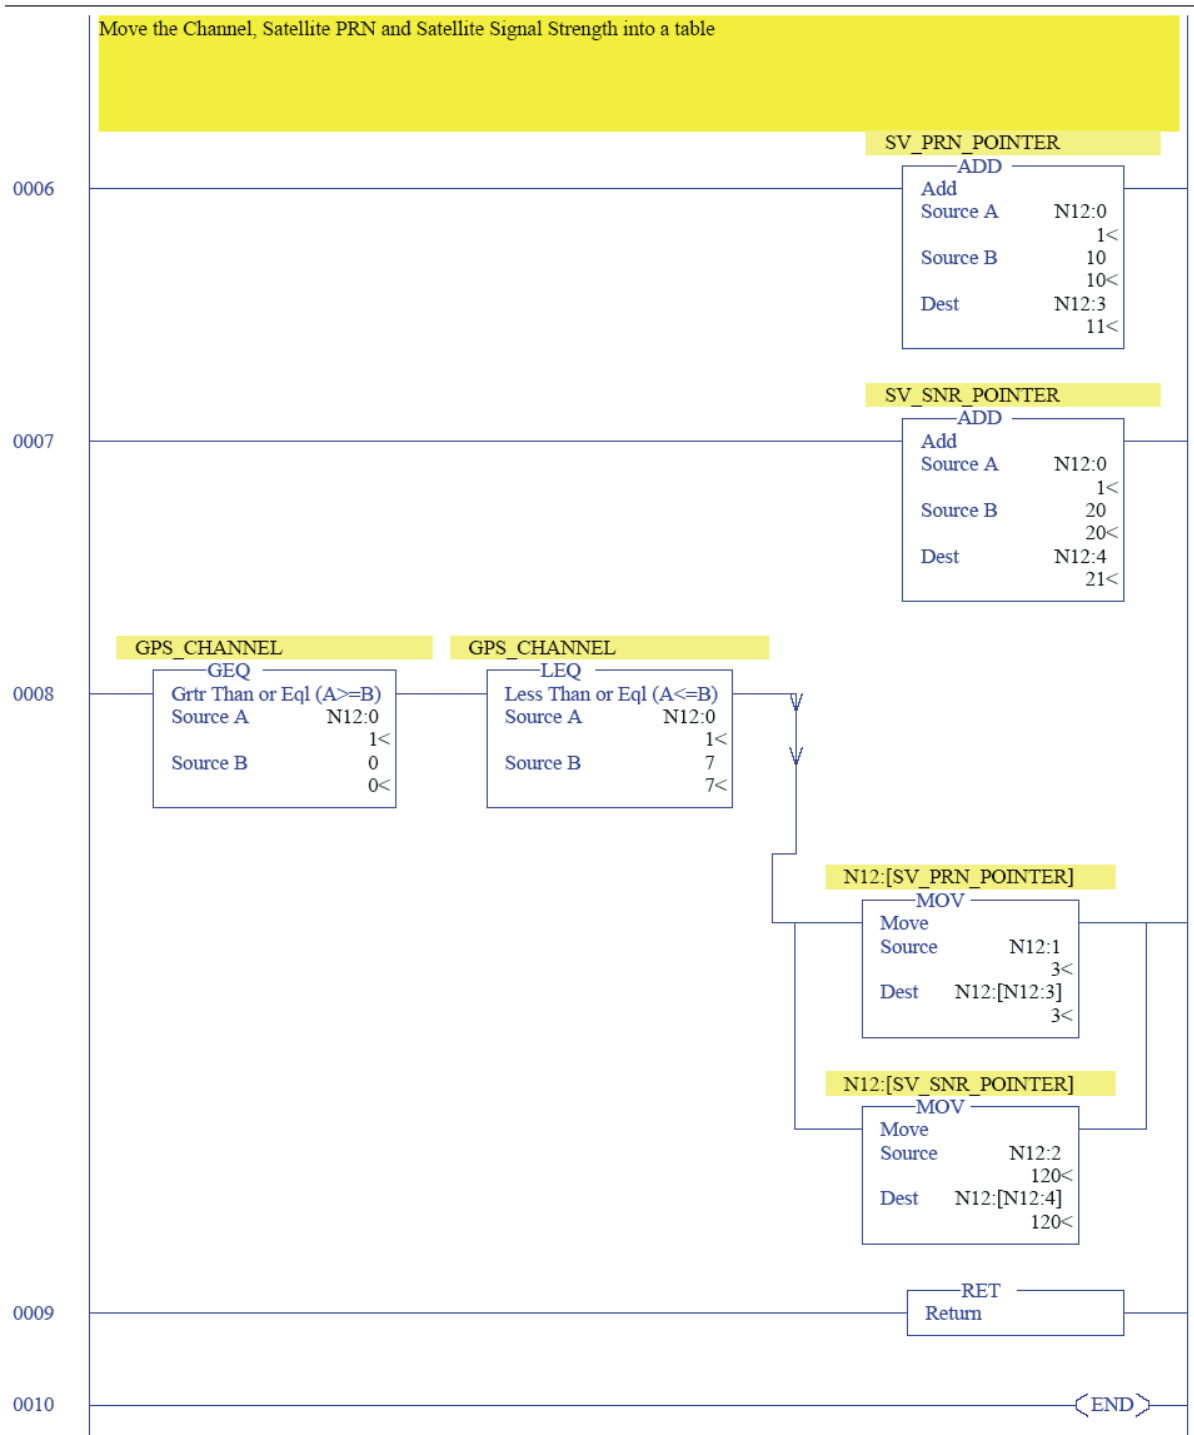 Move the Channel, Satellite PRN and Satellite Signal Strength into a table
SV_PRN_POINTER
ADD
0006
Add
Source A N12:0
1<
Source B 10
10<
Dest N12:3
11<
SV_SNR_POINTER
ADD
0007
Add
Source A N12:0
1<
Source B 20
20<
Dest N12:4
21<
GPS_CHANNEL GPS_CHANNEL
GEQ LEQ
0008 Grtr Than or Eql (A>=B) Less Than or Eql (A<=B)
Source A N12:0 Source A N12:0
1< 1<
Source B 0 Source B 7
0< 7<
N12:[SV_PRN_POINTER]
MOV
Move
Source N12:1
3<
Dest N12:[N12:3]
3<
N12:[SV_SNR_POINTER]
MOV
Move
Source N12:2
120<
Dest N12:[N12:4]
120<
RET
0009 Return
0010 END